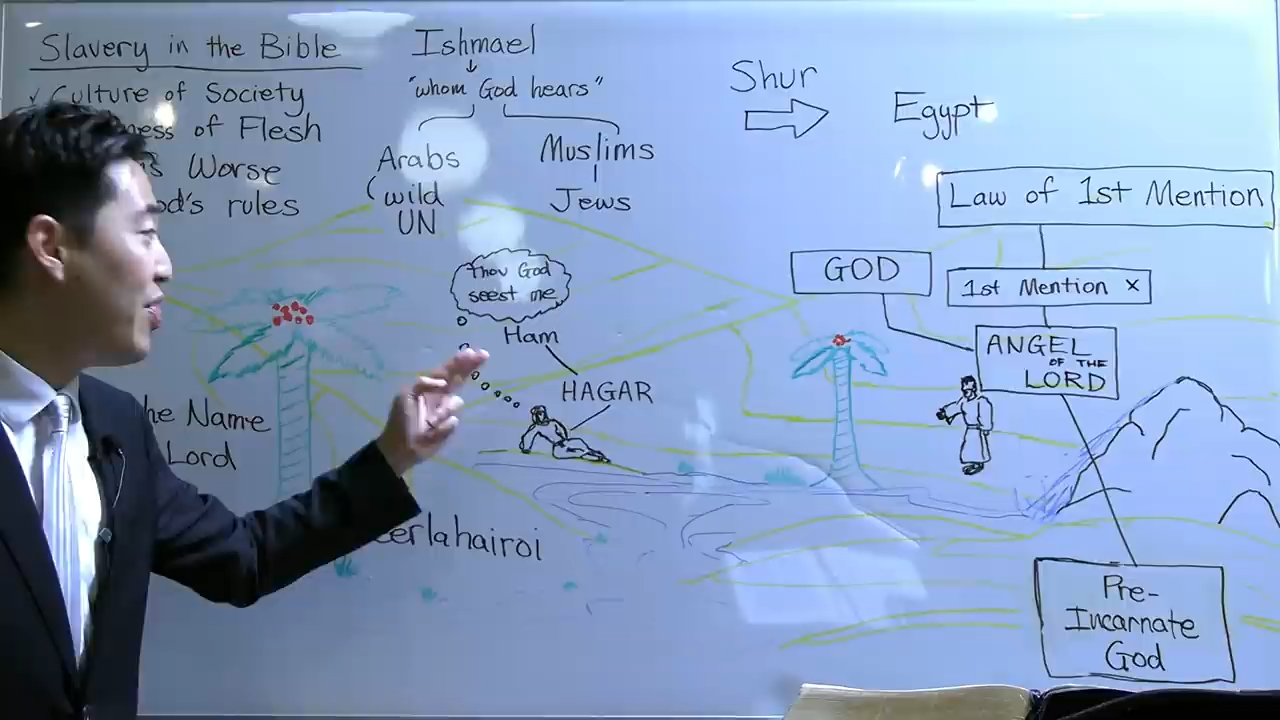 Slavery in the Bible
✓ Culture of Society
of Flesh
Worse
rules
Ishmael
"whom God hears"
Arabs
(wild
UN
Muslims
Jews
Shur
Egypt
Law of 1st Mention
1st Mention x
GOD
ANGEL
OF THE
LORD
Thou God
seest me
Ham
HAGAR
Name
Lord
Pre-
Incarnate
God